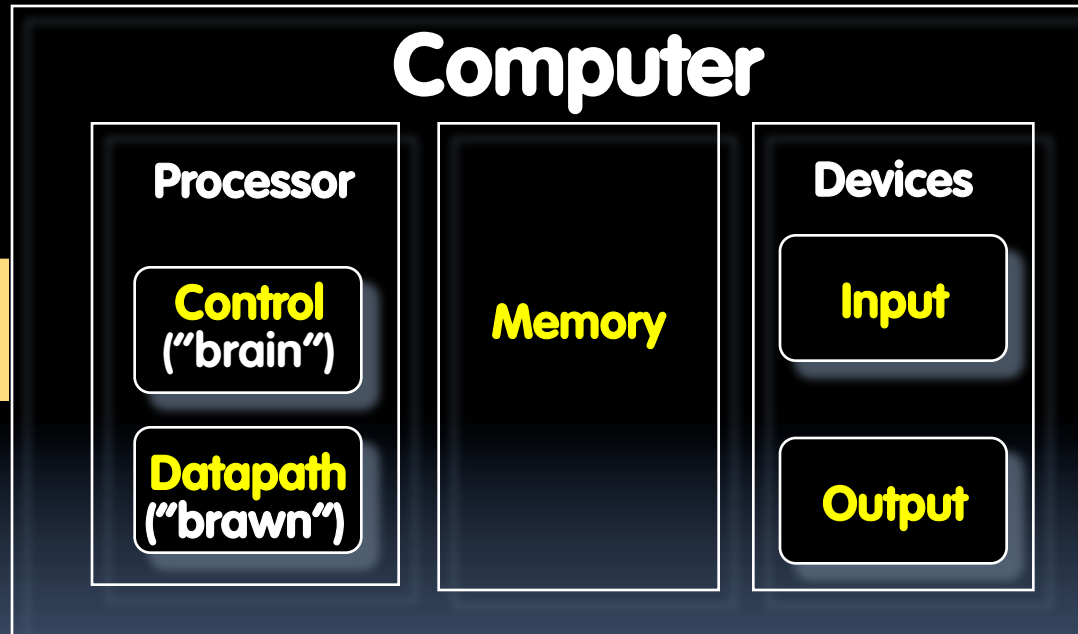 Computer
Processor
Control
("brain")
Datapath
("brawn")
Memory
Devices
Input
Output